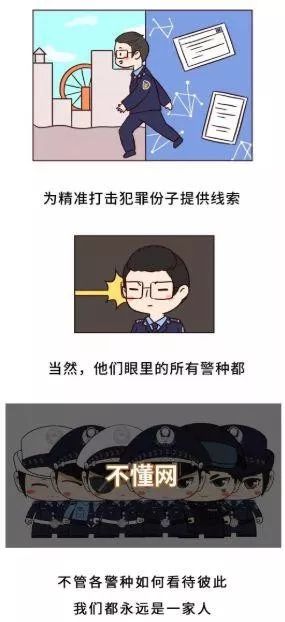 为精准打击犯罪份子提供线索
当然，他们眼里的所有警种都
不懂网
不管各警种如何看待彼此
我们都永远是一家人